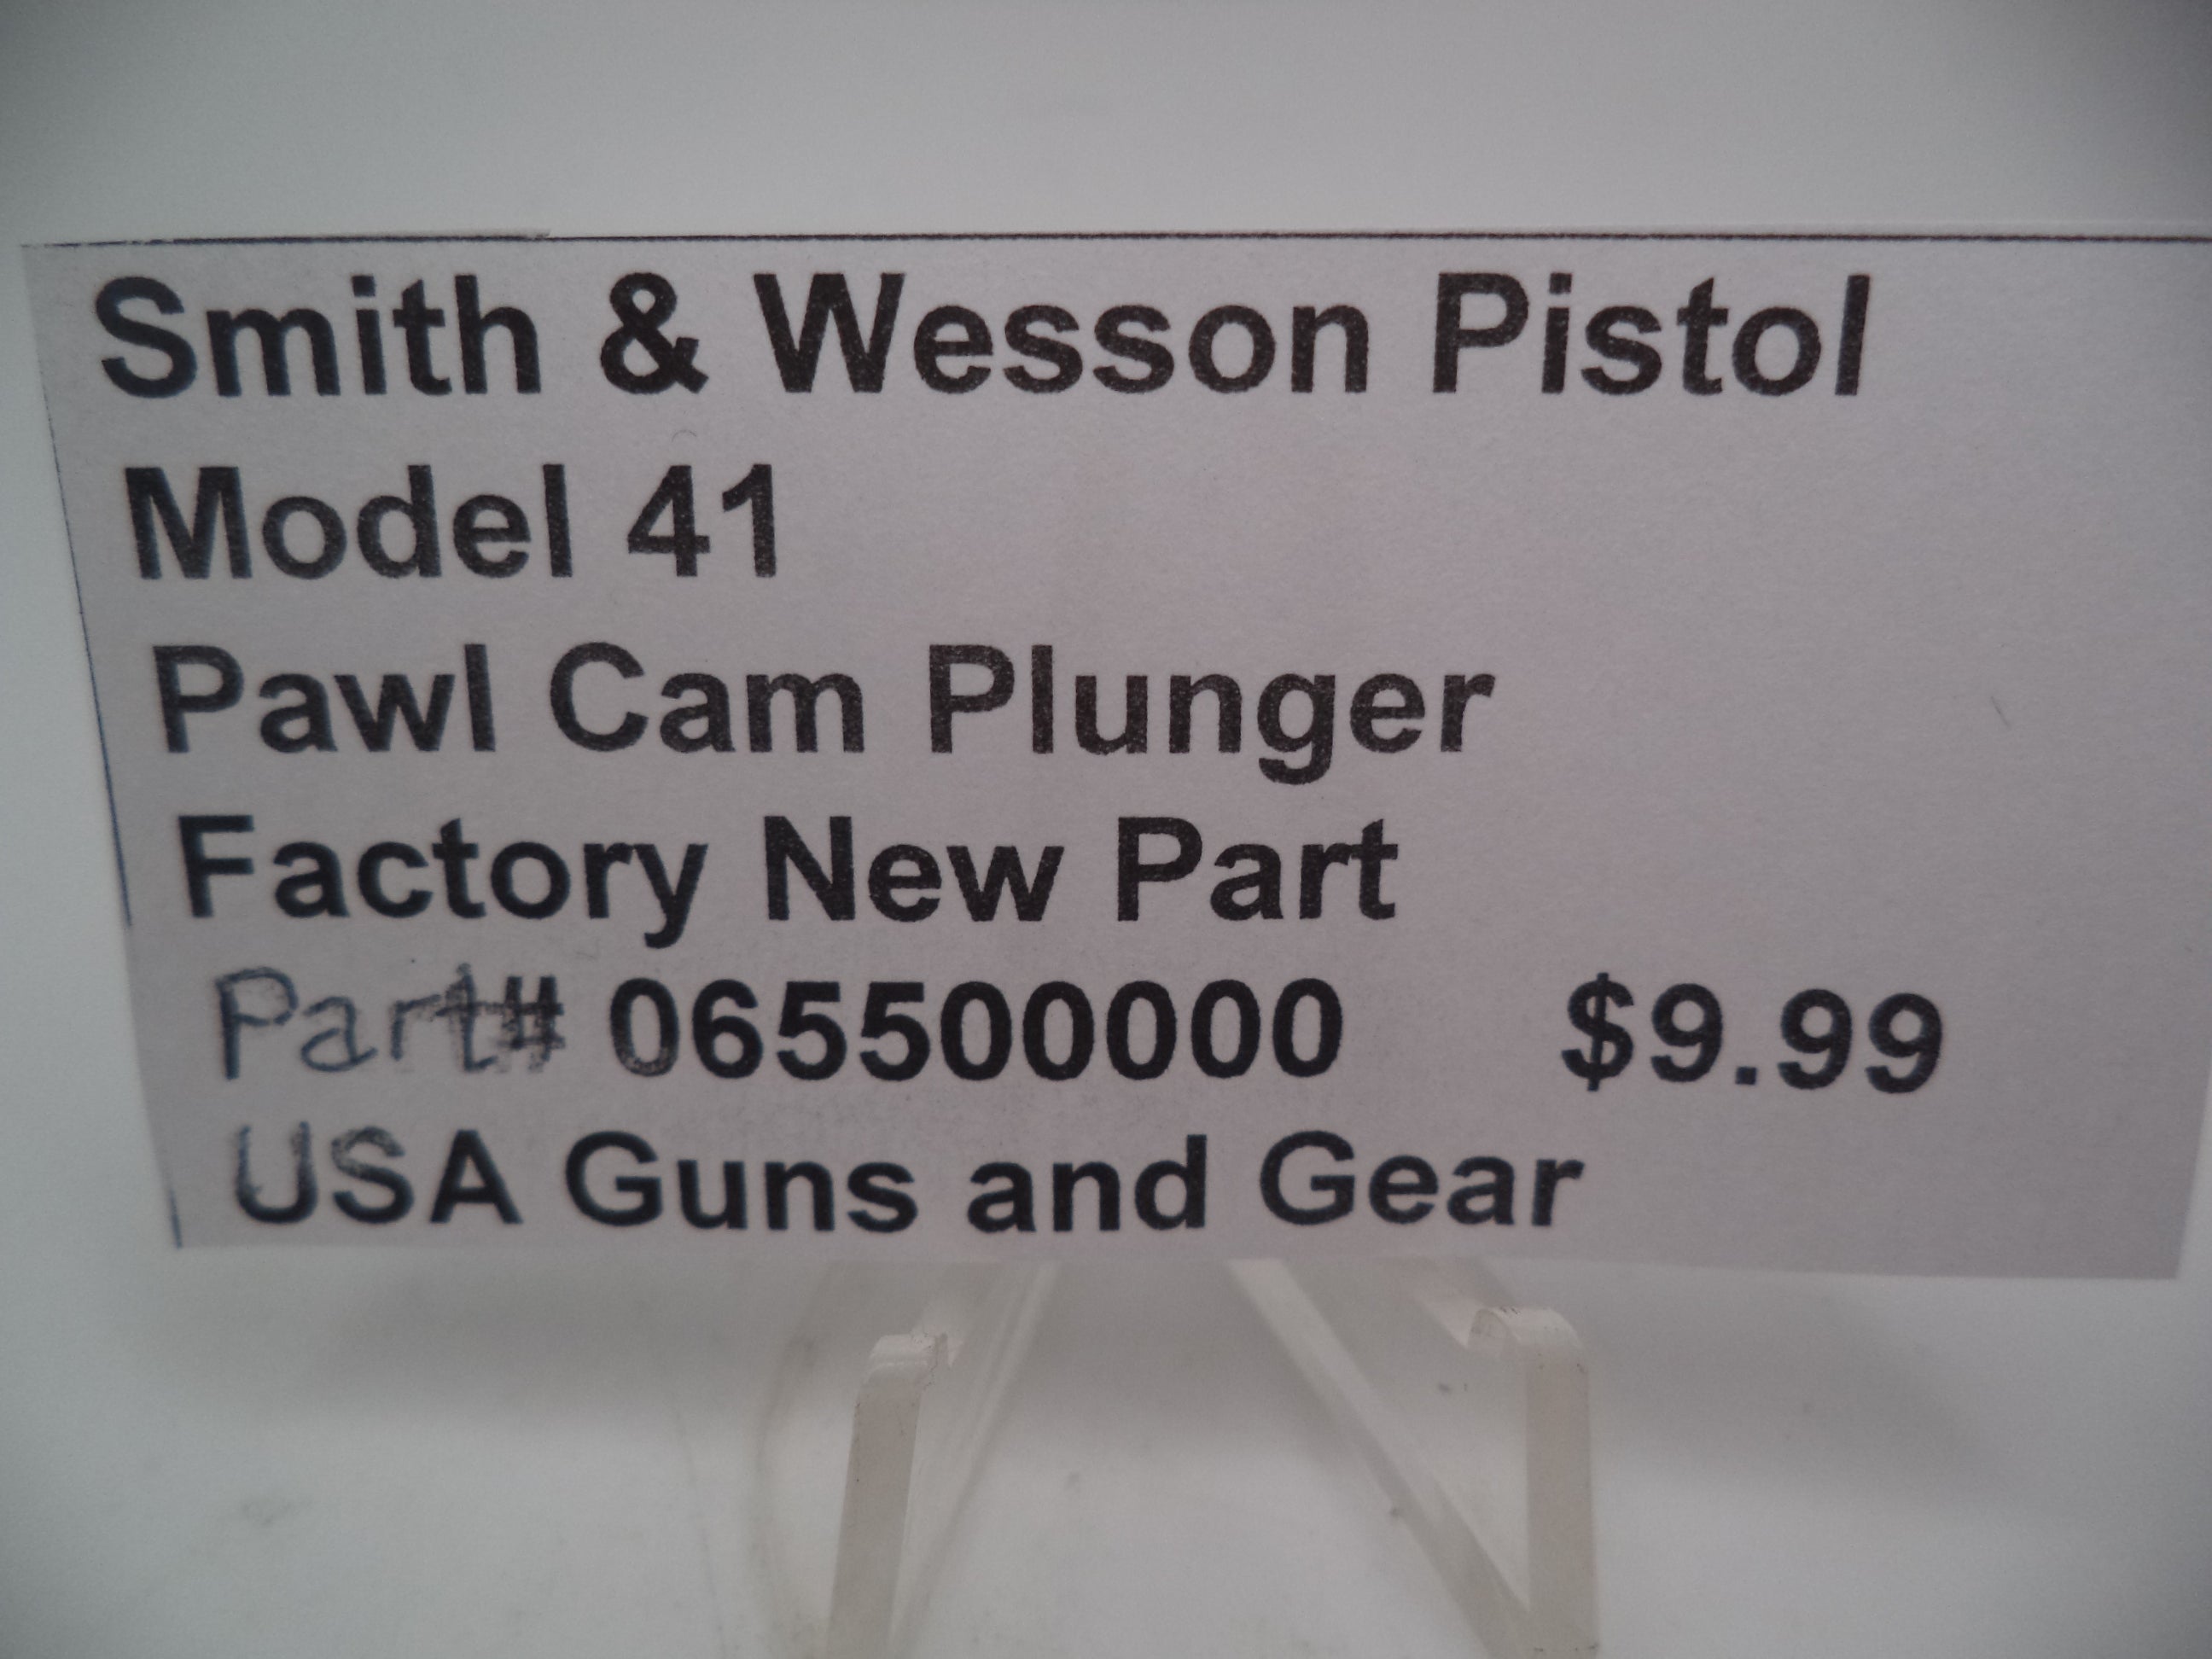 Smith & Wesson Pistol
Model 41
Pawl Cam Plunger
Factory New Part
Part# 065500000 $9.99
USA Guns and Gear